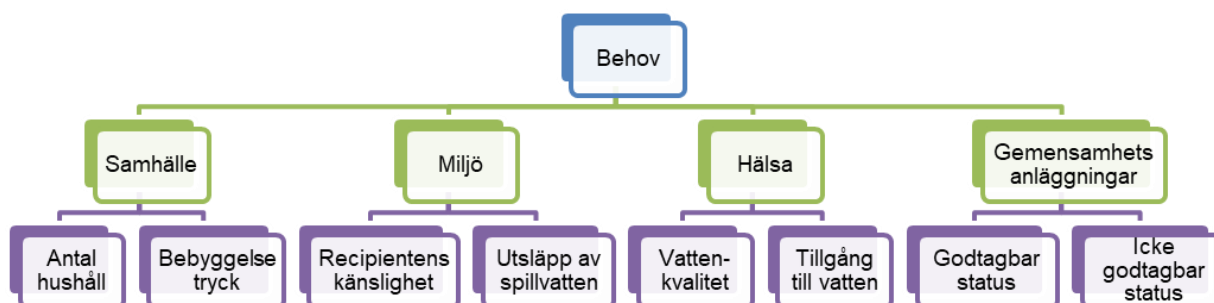 Behov
Samhälle
Miljö
Hälsa
Gemensamhets
anläggningar
Antal
hushåll
Bebyggelse
tryck
Recipientens
känslighet
Utsläpp av
spillvatten
Vatten-
kvalitet
Tillgång
till vatten
Godtagbar
status
Icke
godtagbar
status